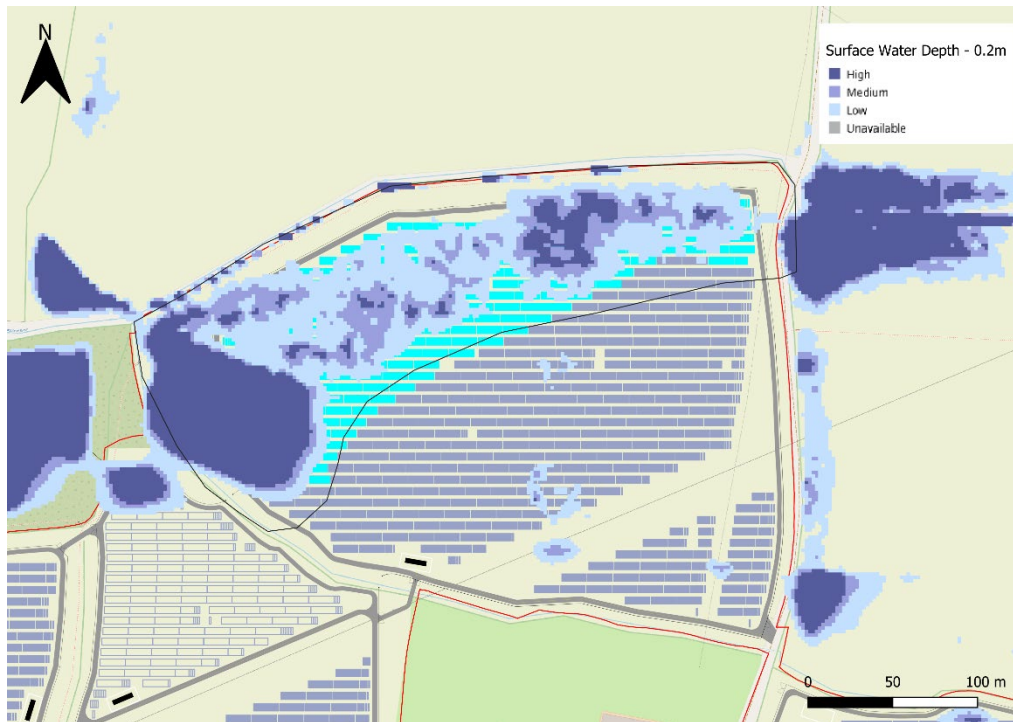 N
Surface Water Depth - 0.2m
High
Medium
Low
Unavailable
0 50 100 m